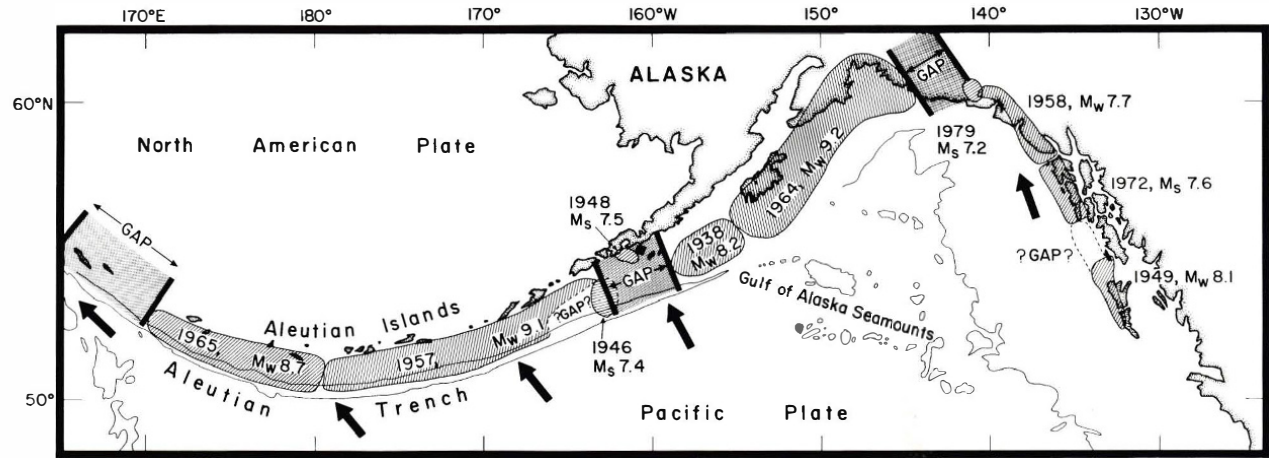 170°E
180°
170°
160°W
150°
140°
130°W
60°N
50°
ALASKA
North American Plate
GAP
GAP
1958, Mw 7.7
1979
Ms 7.2
1972, Ms 7.6
?GAP?
1949, Mw 8.1
1964, Mw 9.2
1948
Ms 7.5
1938
Mw 8.2
GAP
?GAP?
Gulf of Alaska Seamounts
Aleutian Islands
1965, Mw 8.7
1957, Mw 9.1
1946
Ms 7.4
Aleutian Trench
Pacific Plate